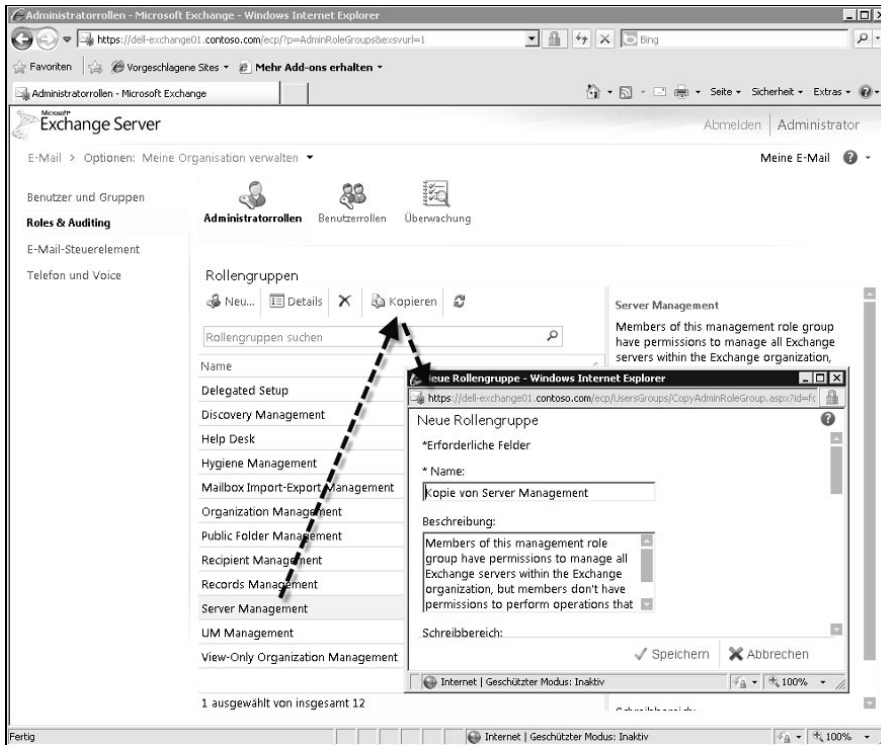 Administratorrollen - Microsoft Exchange - Windows Internet Explorer
https://dell-exchange01.contoso.com/ecp/?p=AdminRoleGroups&exsvurl=1
Bing
Favoriten
Vorgeschlagene Sites
Mehr Add-ons erhalten
Administratorrollen - Microsoft Exchange
Seite
Sicherheit
Extras
Microsoft
Exchange Server
Abmelden
Administrator
E-Mail > Optionen: Meine Organisation verwalten
Meine E-Mail
Benutzer und Gruppen
Roles & Auditing
E-Mail-Steuerelement
Telefon und Voice
Administratorrollen
Benutzerrollen
Überwachung
Rollengruppen
Neu...
Details
Kopieren
Rollengruppen suchen
Name
Delegated Setup
Discovery Management
Help Desk
Hygiene Management
Mailbox Import-Export Management
Organization Management
Public Folder Management
Recipient Management
Records Management
Server Management
UM Management
View-Only Organization Management
1 ausgewählt von insgesamt 12
Server Management
Members of this management role group
have permissions to manage all Exchange
servers within the Exchange organization,
Neue Rollengruppe - Windows Internet Explorer
https://dell-exchange01.contoso.com/ecp/UsersGroups/CopyAdminRoleGroup.aspx?id=fc
Neue Rollengruppe
*Erforderliche Felder
* Name:
Kopie von Server Management
Beschreibung:
Members of this management role
group have permissions to manage all
Exchange servers within the Exchange
organization, but members don't have
permissions to perform operations that
Schreibbereich:
Speichern
Abbrechen
Internet | Geschützter Modus: Inaktiv
100%
Fertig
Internet | Geschützter Modus: Inaktiv
100%